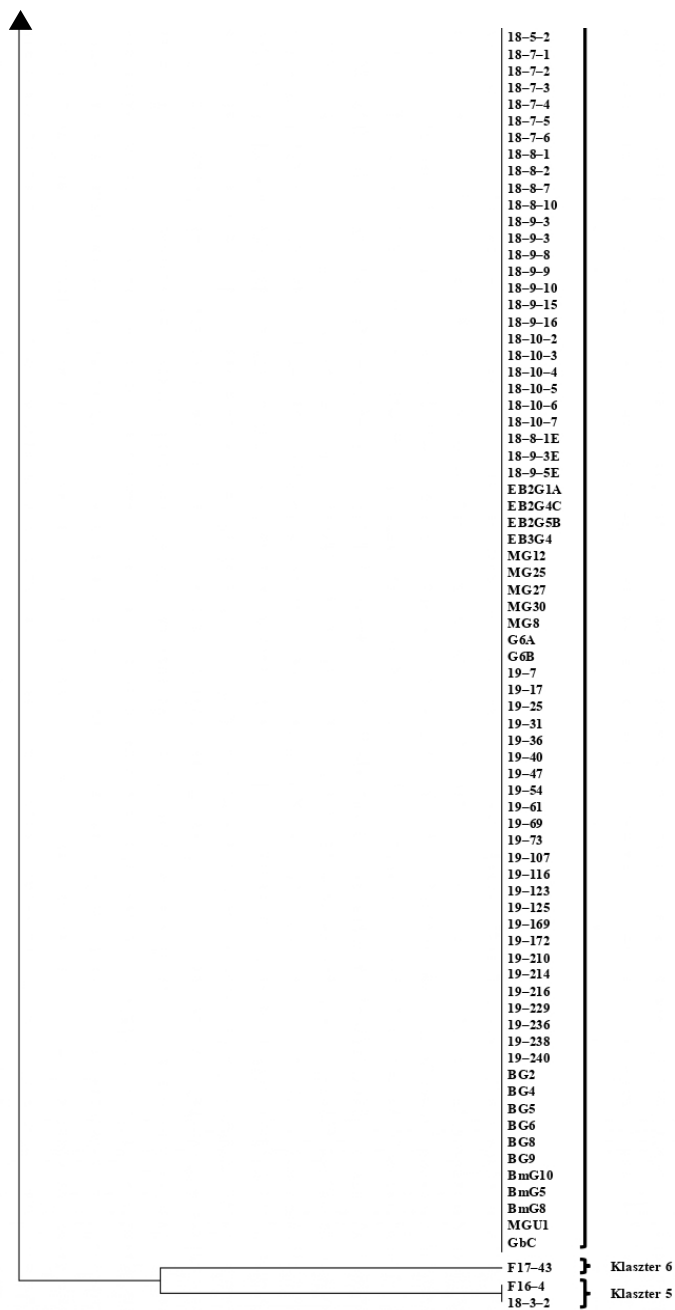 18–5–2
18–7–1
18–7–2
18–7–3
18–7–4
18–7–5
18–7–6
18–8–1
18–8–2
18–8–7
18–8–10
18–9–3
18–9–3
18–9–8
18–9–9
18–9–10
18–9–15
18–9–16
18–10–2
18–10–3
18–10–4
18–10–5
18–10–6
18–10–7
18–8–1E
18–9–3E
18–9–5E
EB2G1A
EB2G4C
EB2G5B
EB3G4
MG12
MG25
MG27
MG30
MG8
G6A
G6B
19–7
19–17
19–25
19–31
19–36
19–40
19–47
19–54
19–61
19–69
19–73
19–107
19–116
19–123
19–125
19–169
19–172
19–210
19–214
19–216
19–229
19–236
19–238
19–240
BG2
BG4
BG5
BG6
BG8
BG9
BmG10
BmG5
BmG8
MGU1
GbC
F17–43 Klaszter 6
F16–4
Klaszter 5
18–3–2